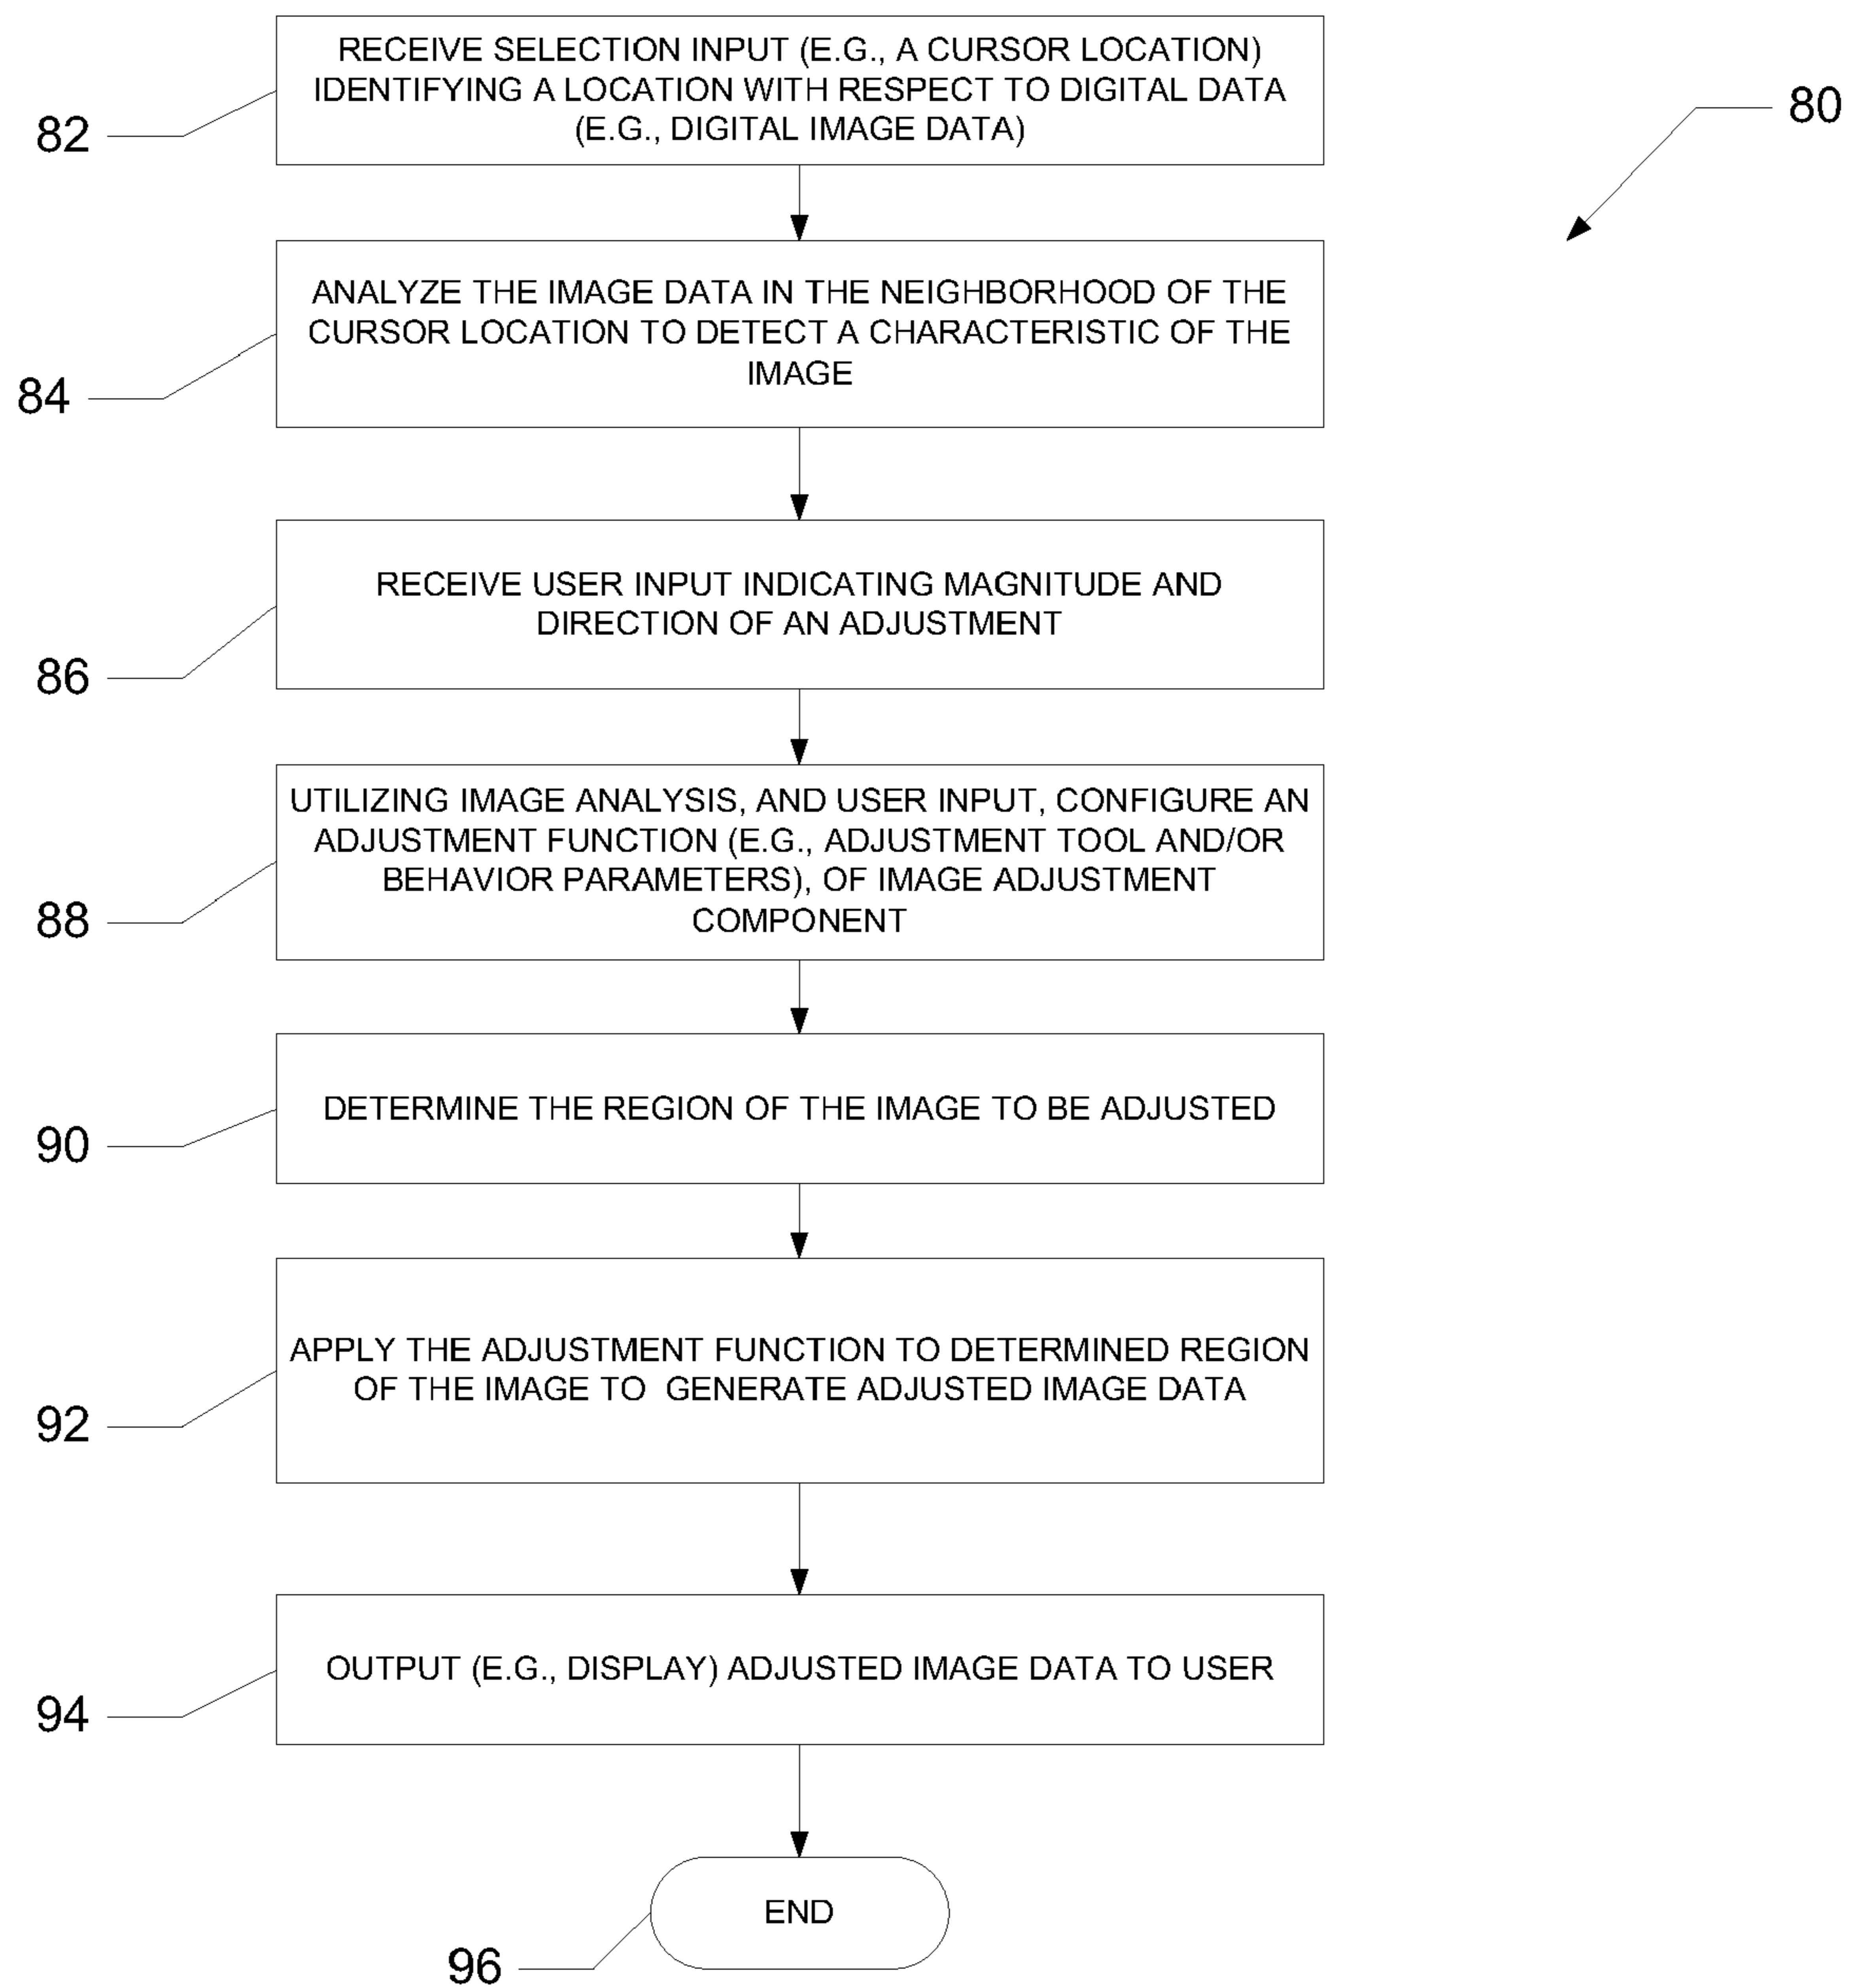 RECEIVE SELECTION INPUT (E.G., A CURSOR LOCATION)
IDENTIFYING A LOCATION WITH RESPECT TO DIGITAL DATA
(E.G., DIGITAL IMAGE DATA)
82
80
ANALYZE THE IMAGE DATA IN THE NEIGHBORHOOD OF THE
CURSOR LOCATION TO DETECT A CHARACTERISTIC OF THE
IMAGE
84
RECEIVE USER INPUT INDICATING MAGNITUDE AND
DIRECTION OF AN ADJUSTMENT
86
UTILIZING IMAGE ANALYSIS, AND USER INPUT, CONFIGURE AN
ADJUSTMENT FUNCTION (E.G., ADJUSTMENT TOOL AND/OR
BEHAVIOR PARAMETERS), OF IMAGE ADJUSTMENT
COMPONENT
88
DETERMINE THE REGION OF THE IMAGE TO BE ADJUSTED
90
APPLY THE ADJUSTMENT FUNCTION TO DETERMINED REGION
OF THE IMAGE TO GENERATE ADJUSTED IMAGE DATA
92
OUTPUT (E.G., DISPLAY) ADJUSTED IMAGE DATA TO USER
94
END
96